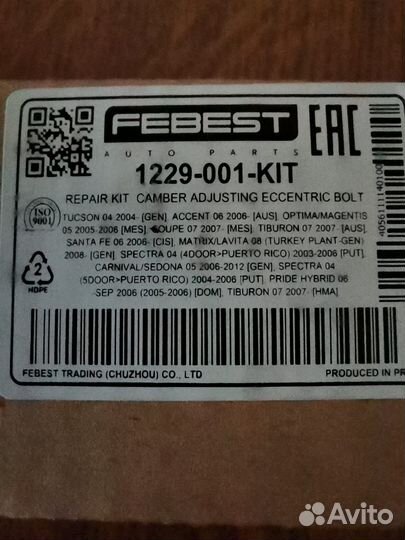 FEBEST
AUTO PARTS
EAC
1229-001-KIT
REPAIR KIT CAMBER ADJUSTING ECCENTRIC BOLT
ISO
9001
TUCSON 04 2004- [GEN], ACCENT 06 2006- [AUS], OPTIMA/MAGENTIS
05 2005-2006 [MES], COUPE 07 2007- [MES], TIBURON 07 2007- [AUS],
SANTA FE 06 2006- [CIS], MATRIX/LAVITA 08 (TURKEY PLANT-GEN)
2008- [GEN], SPECTRA 04 (4DOOR>PUERTO RICO) 2003-2006 [PUT],
CARNIVAL/SEDONA 05 2006-2012 [GEN], SPECTRA 04
(5DOOR>PUERTO RICO) 2004-2006 [PUT], PRIDE HYBRID 06
-SEP 2006 (2005-2006) [DOM], TIBURON 07 2007- [HMA]
2
HDPE
FEBEST TRADING (CHUZHOU) CO., LTD
PRODUCED IN PR
Avito